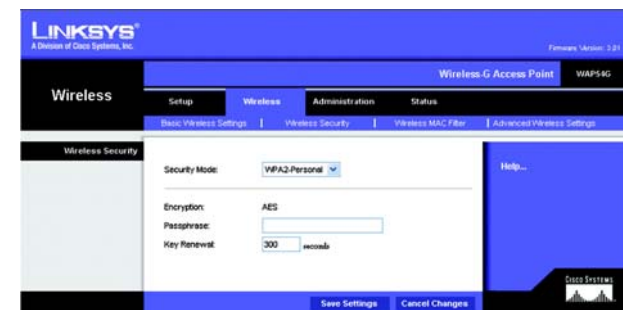 LINKSYS®
A Division of Cisco Systems, Inc.
Firmware Version: 3.01
Wireless-G Access Point WAP54G
Wireless
Setup Wireless Administration Status
Basic Wireless Settings | Wireless Security | Wireless MAC Filter | Advanced Wireless Settings
Wireless Security
Security Mode: WPA2-Personal
Help...
Encryption: AES
Passphrase:
Key Renewal: 300 seconds
CISCO SYSTEMS
Save Settings Cancel Changes